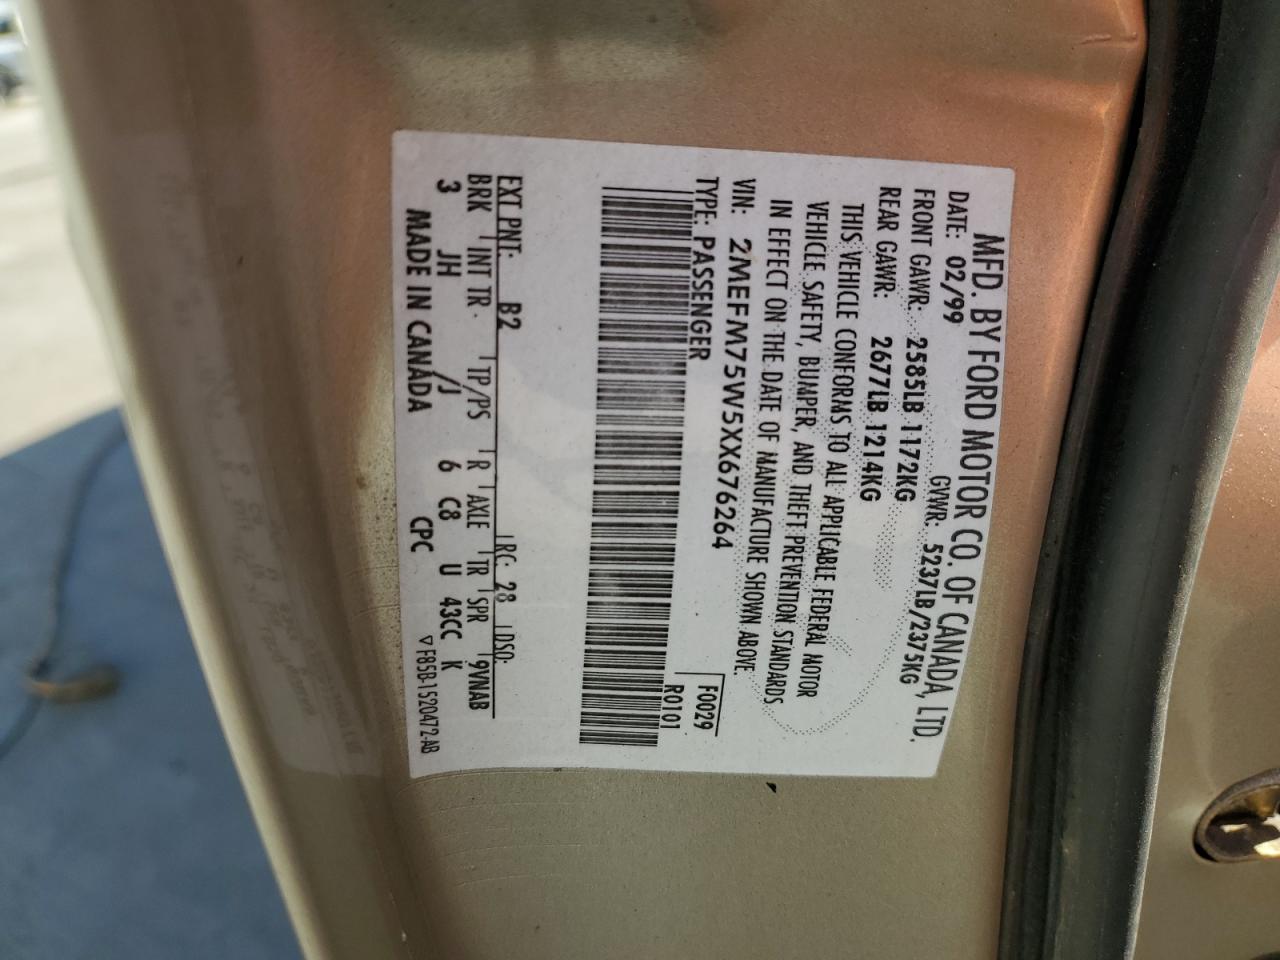 MFD. BY FORD MOTOR CO. OF CANADA, LTD.
DATE: 02/99 GVWR: 5237LB/2375KG
FRONT GAWR: 2585LB 1172KG
REAR GAWR: 2677LB 1214KG
THIS VEHICLE CONFORMS TO ALL APPLICABLE FEDERAL MOTOR
VEHICLE SAFETY, BUMPER, AND THEFT PREVENTION STANDARDS
IN EFFECT ON THE DATE OF MANUFACTURE SHOWN ABOVE.
VIN: 2MEFM75W5XX676264
TYPE: PASSENGER F0029
R0101
EXT PNT: B2 RC: 28 DSO:
BRK INT TR TP/PS R AXLE TR SPR 9VNAB
3 JH /J 6 C8 U 43CC K
MADE IN CANADA CPC ▽ F85B-1520472-AB